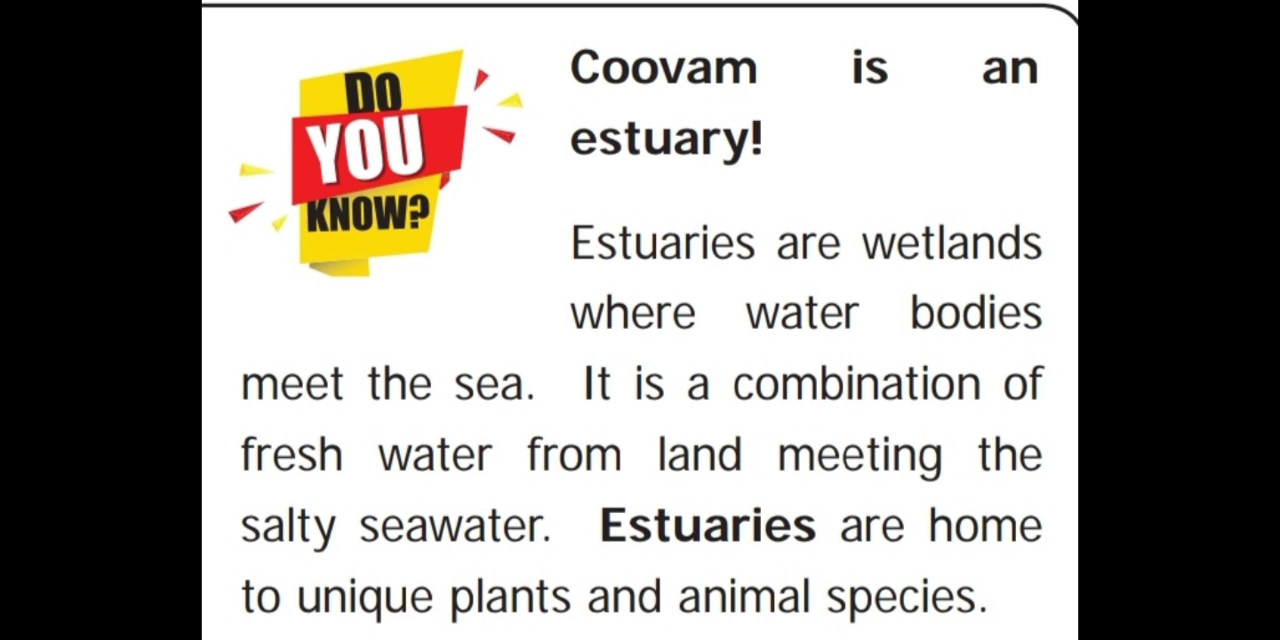 DO
YOU
KNOW?
Coovam is an
estuary!
Estuaries are wetlands
where water bodies
meet the sea. It is a combination of
fresh water from land meeting the
salty seawater. Estuaries are home
to unique plants and animal species.